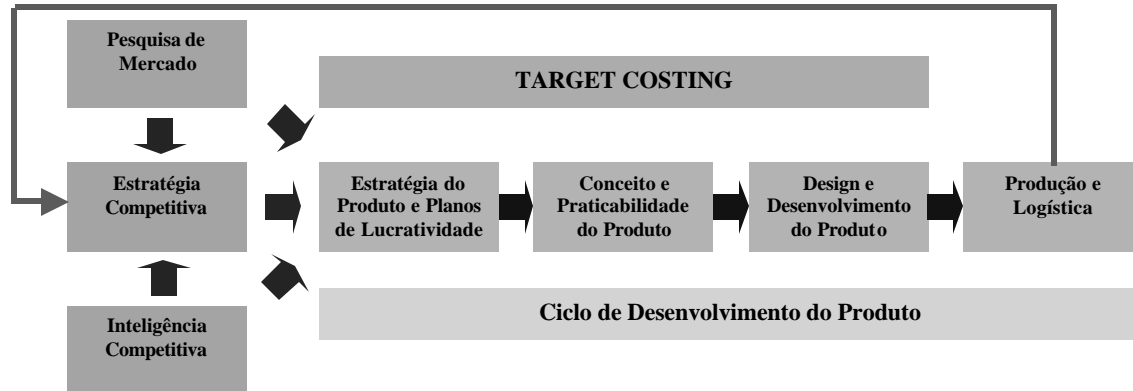 Pesquisa de
Mercado
TARGET COSTING
Estratégia
Competitiva
Estratégia do
Produto e Planos
de Lucratividade
Conceito e
Praticabilidade
do Produto
Design e
Desenvolvimento
do Produto
Produção e
Logística
Inteligência
Competitiva
Ciclo de Desenvolvimento do Produto